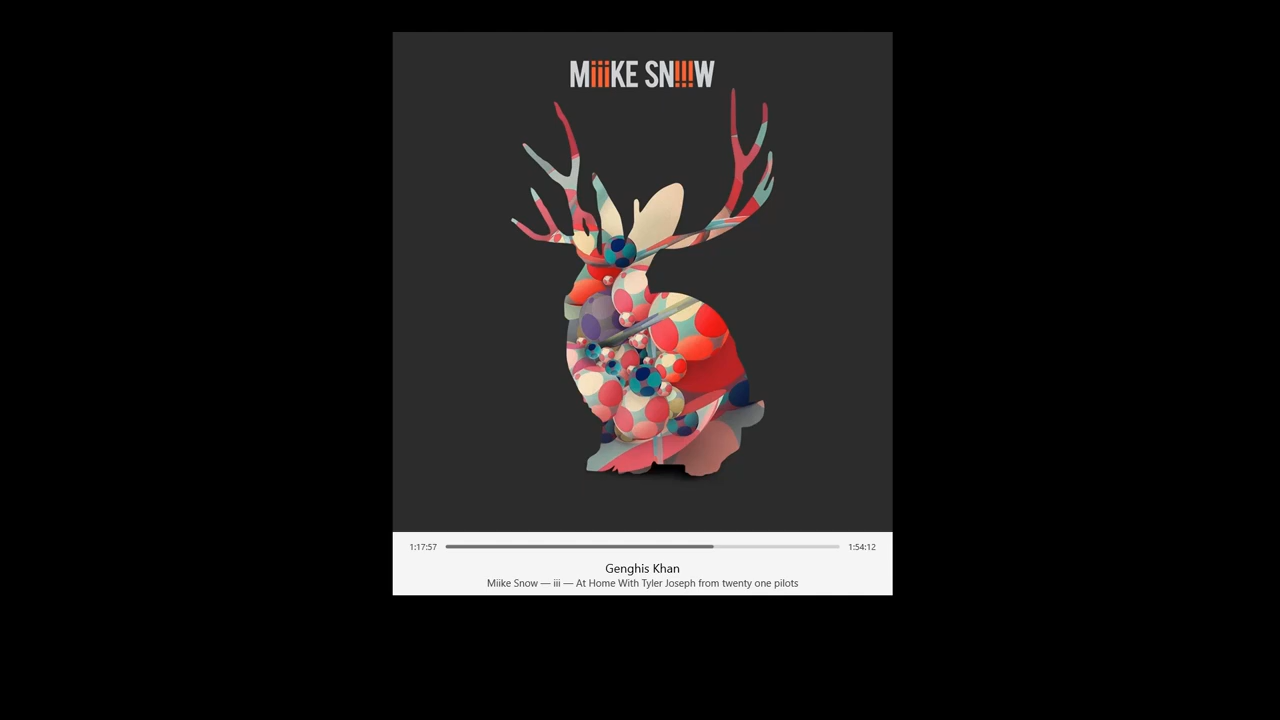 MiiiKE SN!!!W
1:17:57
1:54:12
Genghis Khan
Miike Snow — iii — At Home With Tyler Joseph from twenty one pilots